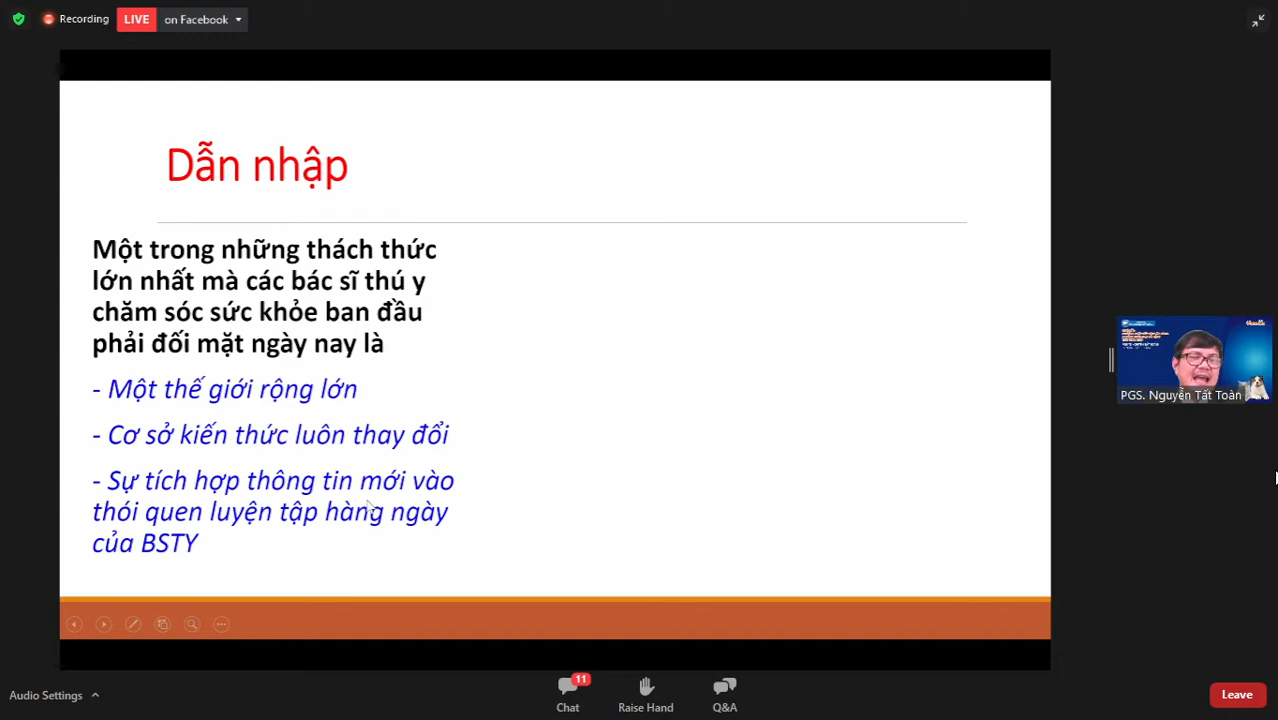 Recording
LIVE
on Facebook
Dẫn nhập
Một trong những thách thức
lớn nhất mà các bác sĩ thú y
chăm sóc sức khỏe ban đầu
phải đối mặt ngày nay là
- Một thế giới rộng lớn
- Cơ sở kiến thức luôn thay đổi
- Sự tích hợp thông tin mới vào
thói quen luyện tập hàng ngày
của BSTY
PGS. Nguyễn Tất Toàn
Audio Settings
11
Chat
Raise Hand
Q&A
Leave